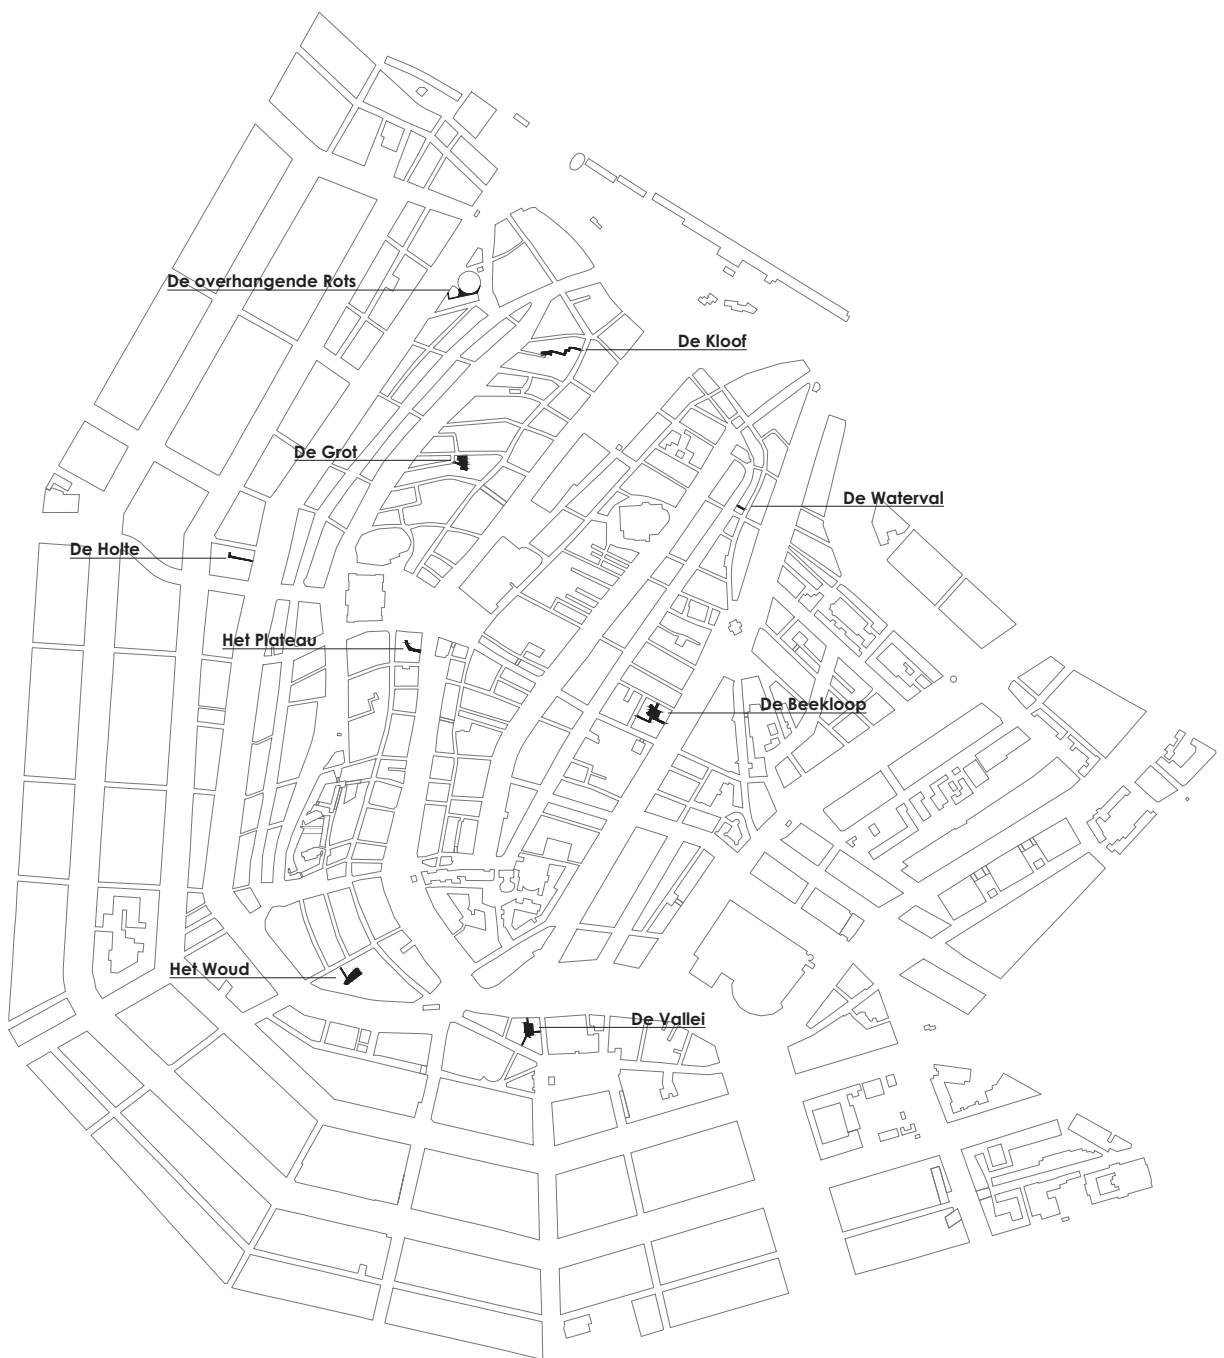 De overhangende Rots
De Kloof
De Grot
De Waterval
De Holte
Het Plateau
De Beekloop
Het Woud
De Vallei